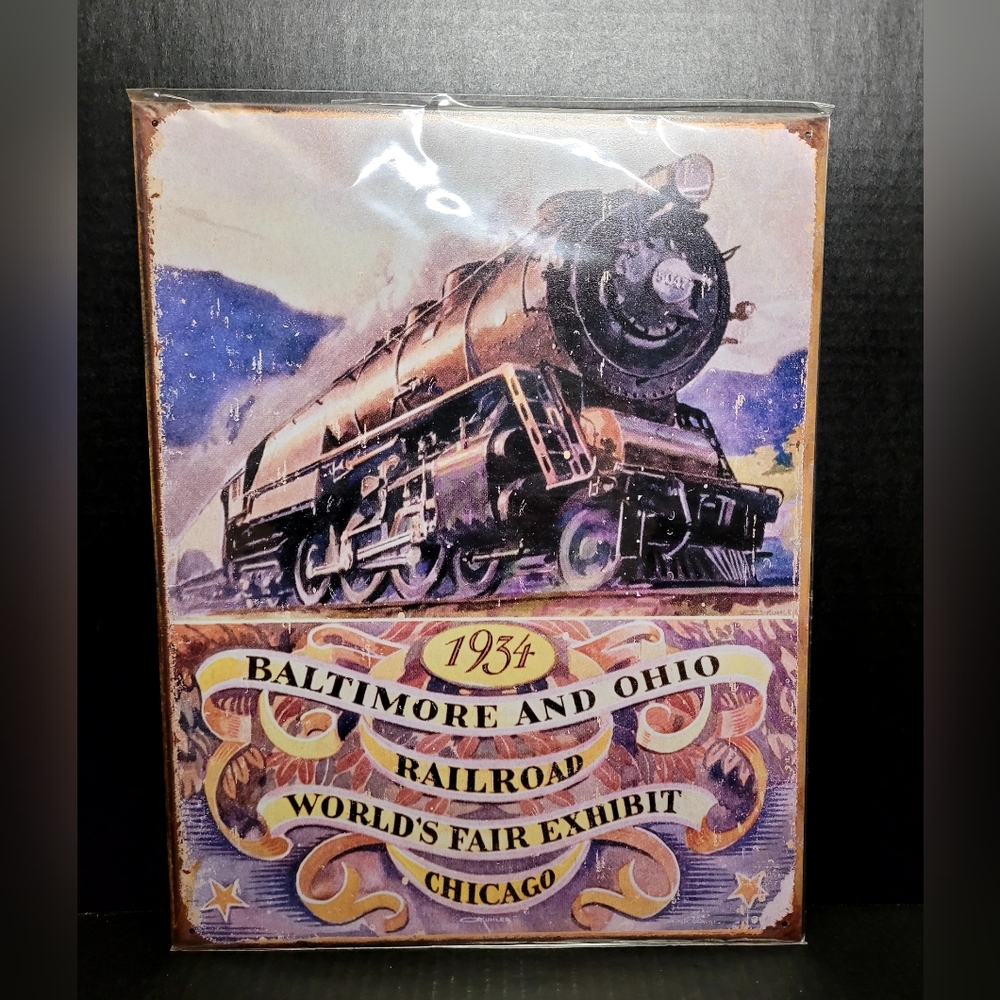 1934
BALTIMORE AND OHIO
RAILROAD
WORLD'S FAIR EXHIBIT
CHICAGO